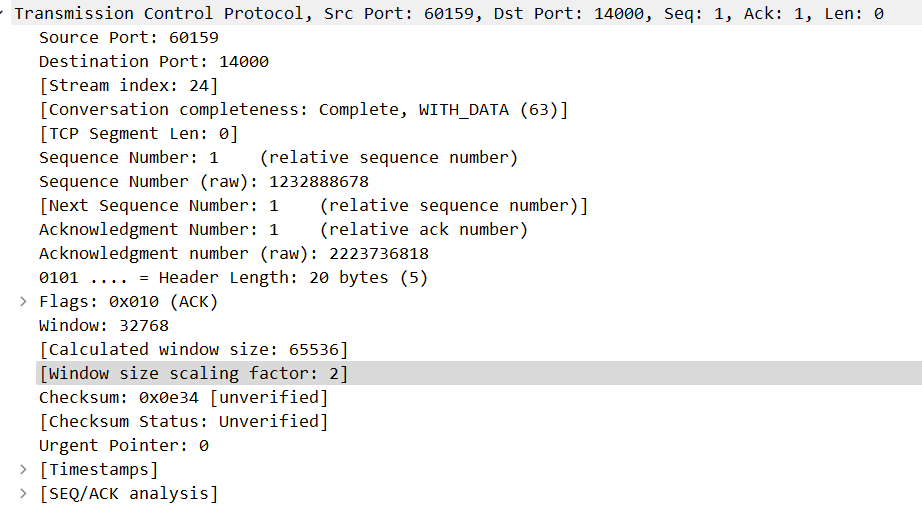 Transmission Control Protocol, Src Port: 60159, Dst Port: 14000, Seq: 1, Ack: 1, Len: 0
Source Port: 60159
Destination Port: 14000
[Stream index: 24]
[Conversation completeness: Complete, WITH_DATA (63)]
[TCP Segment Len: 0]
Sequence Number: 1    (relative sequence number)
Sequence Number (raw): 1232888678
[Next Sequence Number: 1    (relative sequence number)]
Acknowledgment Number: 1    (relative ack number)
Acknowledgment number (raw): 2223736818
0101 .... = Header Length: 20 bytes (5)
Flags: 0x010 (ACK)
Window: 32768
[Calculated window size: 65536]
[Window size scaling factor: 2]
Checksum: 0x0e34 [unverified]
[Checksum Status: Unverified]
Urgent Pointer: 0
[Timestamps]
[SEQ/ACK analysis]